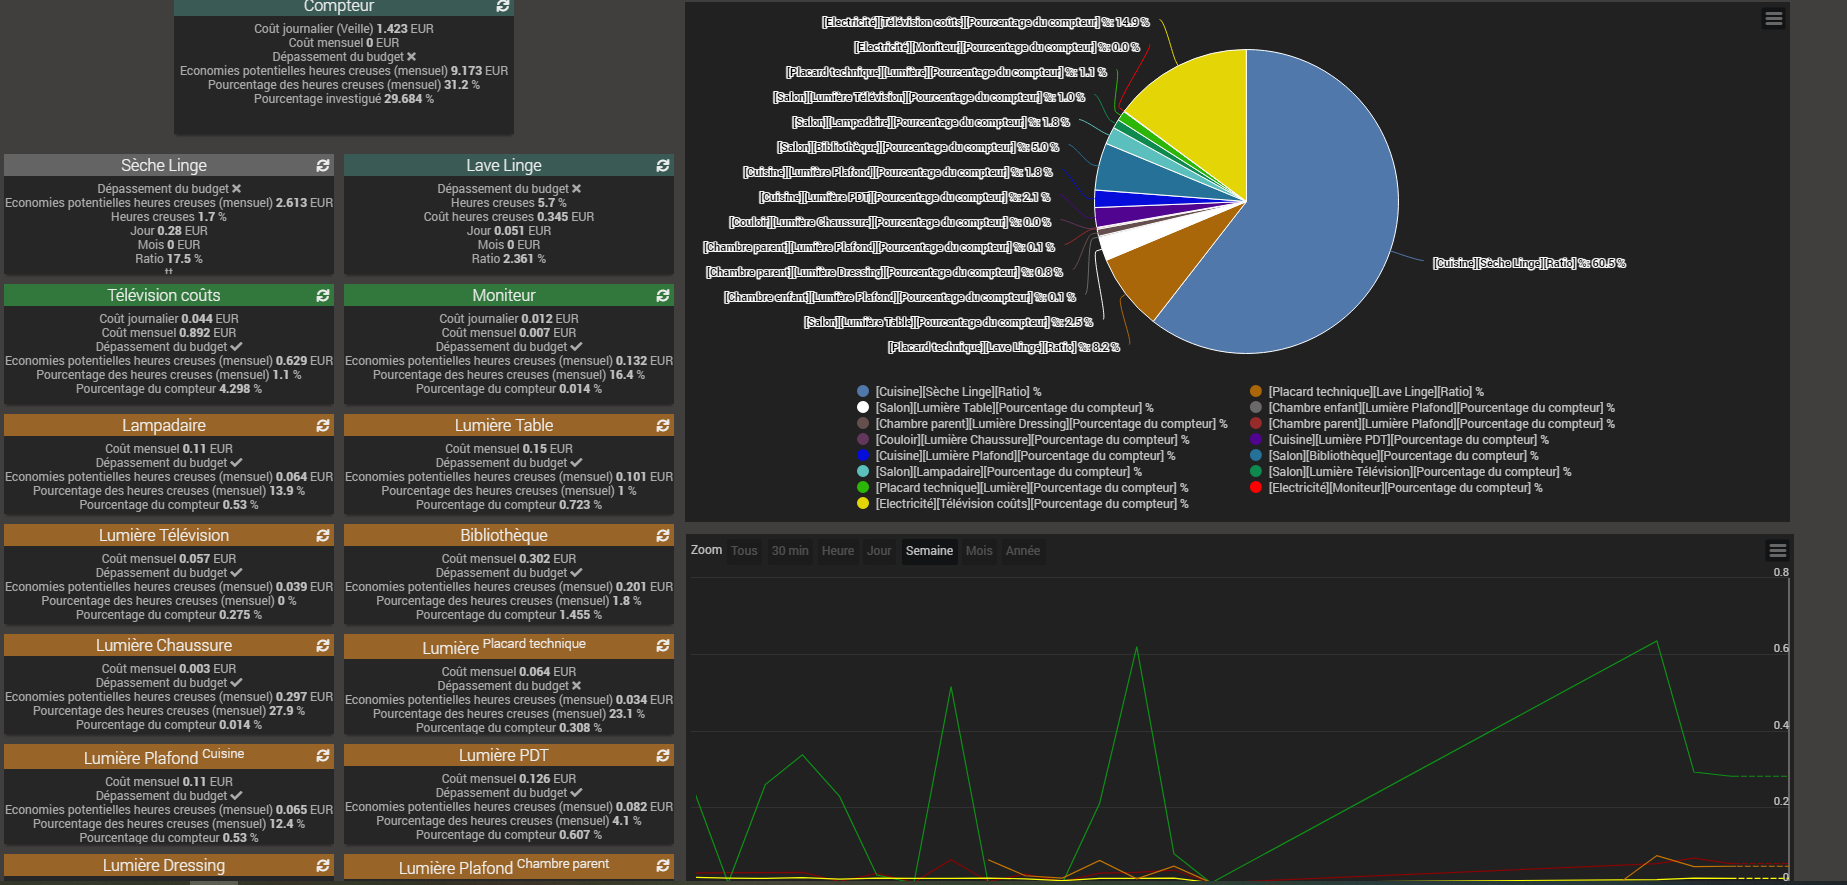 Compteur
Coût journalier (Veille) 1.423 EUR
Coût mensuel 0 EUR
Dépassement du budget ✖
Economies potentielles heures creuses (mensuel) 9.173 EUR
Pourcentage des heures creuses (mensuel) 31.2 %
Pourcentage investigué 29.684 %
Sèche Linge
Dépassement du budget ✖
Economies potentielles heures creuses (mensuel) 2.613 EUR
Heures creuses 1.7 %
Jour 0.28 EUR
Mois 0 EUR
Ratio 17.5 %
Lave Linge
Dépassement du budget ✖
Heures creuses 5.7 %
Coût heures creuses 0.345 EUR
Jour 0.051 EUR
Mois 0 EUR
Ratio 2.361 %
Télévision coûts
Coût journalier 0.044 EUR
Coût mensuel 0.892 EUR
Dépassement du budget ✔
Economies potentielles heures creuses (mensuel) 0.629 EUR
Pourcentage des heures creuses (mensuel) 1.1 %
Pourcentage du compteur 4.298 %
Moniteur
Coût journalier 0.012 EUR
Coût mensuel 0.007 EUR
Dépassement du budget ✔
Economies potentielles heures creuses (mensuel) 0.132 EUR
Pourcentage des heures creuses (mensuel) 16.4 %
Pourcentage du compteur 0.014 %
Lampadaire
Coût mensuel 0.11 EUR
Dépassement du budget ✔
Economies potentielles heures creuses (mensuel) 0.064 EUR
Pourcentage des heures creuses (mensuel) 13.9 %
Pourcentage du compteur 0.53 %
Lumière Table
Coût mensuel 0.15 EUR
Dépassement du budget ✔
Economies potentielles heures creuses (mensuel) 0.101 EUR
Pourcentage des heures creuses (mensuel) 1 %
Pourcentage du compteur 0.723 %
Lumière Télévision
Coût mensuel 0.057 EUR
Dépassement du budget ✔
Economies potentielles heures creuses (mensuel) 0.039 EUR
Pourcentage des heures creuses (mensuel) 0 %
Pourcentage du compteur 0.275 %
Bibliothèque
Coût mensuel 0.302 EUR
Dépassement du budget ✔
Economies potentielles heures creuses (mensuel) 0.201 EUR
Pourcentage des heures creuses (mensuel) 1.8 %
Pourcentage du compteur 1.455 %
Lumière Chaussure
Coût mensuel 0.003 EUR
Dépassement du budget ✔
Economies potentielles heures creuses (mensuel) 0.297 EUR
Pourcentage des heures creuses (mensuel) 27.9 %
Pourcentage du compteur 0.014 %
Lumière Placard technique
Coût mensuel 0.064 EUR
Dépassement du budget ✖
Economies potentielles heures creuses (mensuel) 0.034 EUR
Pourcentage des heures creuses (mensuel) 23.1 %
Pourcentage du compteur 0.308 %
Lumière Plafond Cuisine
Coût mensuel 0.11 EUR
Dépassement du budget ✔
Economies potentielles heures creuses (mensuel) 0.065 EUR
Pourcentage des heures creuses (mensuel) 12.4 %
Pourcentage du compteur 0.53 %
Lumière PDT
Coût mensuel 0.126 EUR
Dépassement du budget ✔
Economies potentielles heures creuses (mensuel) 0.082 EUR
Pourcentage des heures creuses (mensuel) 4.1 %
Pourcentage du compteur 0.607 %
Lumière Dressing
Lumière Plafond Chambre parent
[Electricité][Télévision coûts][Pourcentage du compteur] %: 14.9 %
[Electricité][Moniteur][Pourcentage du compteur] %: 0.0 %
[Placard technique][Lumière][Pourcentage du compteur] %: 1.1 %
[Salon][Lumière Télévision][Pourcentage du compteur] %: 1.0 %
[Salon][Lampadaire][Pourcentage du compteur] %: 1.8 %
[Salon][Bibliothèque][Pourcentage du compteur] %: 5.0 %
[Cuisine][Lumière Plafond][Pourcentage du compteur] %: 1.8 %
[Cuisine][Lumière PDT][Pourcentage du compteur] %: 2.1 %
[Couloir][Lumière Chaussure][Pourcentage du compteur] %: 0.0 %
[Chambre parent][Lumière Plafond][Pourcentage du compteur] %: 0.1 %
[Chambre parent][Lumière Dressing][Pourcentage du compteur] %: 0.8 %
[Chambre enfant][Lumière Plafond][Pourcentage du compteur] %: 0.1 %
[Salon][Lumière Table][Pourcentage du compteur] %: 2.5 %
[Placard technique][Lave Linge][Ratio] %: 8.2 %
[Cuisine][Sèche Linge][Ratio] %: 60.5 %
[Cuisine][Sèche Linge][Ratio] %
[Placard technique][Lave Linge][Ratio] %
[Salon][Lumière Table][Pourcentage du compteur] %
[Chambre enfant][Lumière Plafond][Pourcentage du compteur] %
[Chambre parent][Lumière Dressing][Pourcentage du compteur] %
[Chambre parent][Lumière Plafond][Pourcentage du compteur] %
[Couloir][Lumière Chaussure][Pourcentage du compteur] %
[Cuisine][Lumière PDT][Pourcentage du compteur] %
[Cuisine][Lumière Plafond][Pourcentage du compteur] %
[Salon][Bibliothèque][Pourcentage du compteur] %
[Salon][Lampadaire][Pourcentage du compteur] %
[Salon][Lumière Télévision][Pourcentage du compteur] %
[Placard technique][Lumière][Pourcentage du compteur] %
[Electricité][Moniteur][Pourcentage du compteur] %
[Electricité][Télévision coûts][Pourcentage du compteur] %
Zoom Tous 30 min Heure Jour Semaine Mois Année
0.8
0.6
0.4
0.2
0